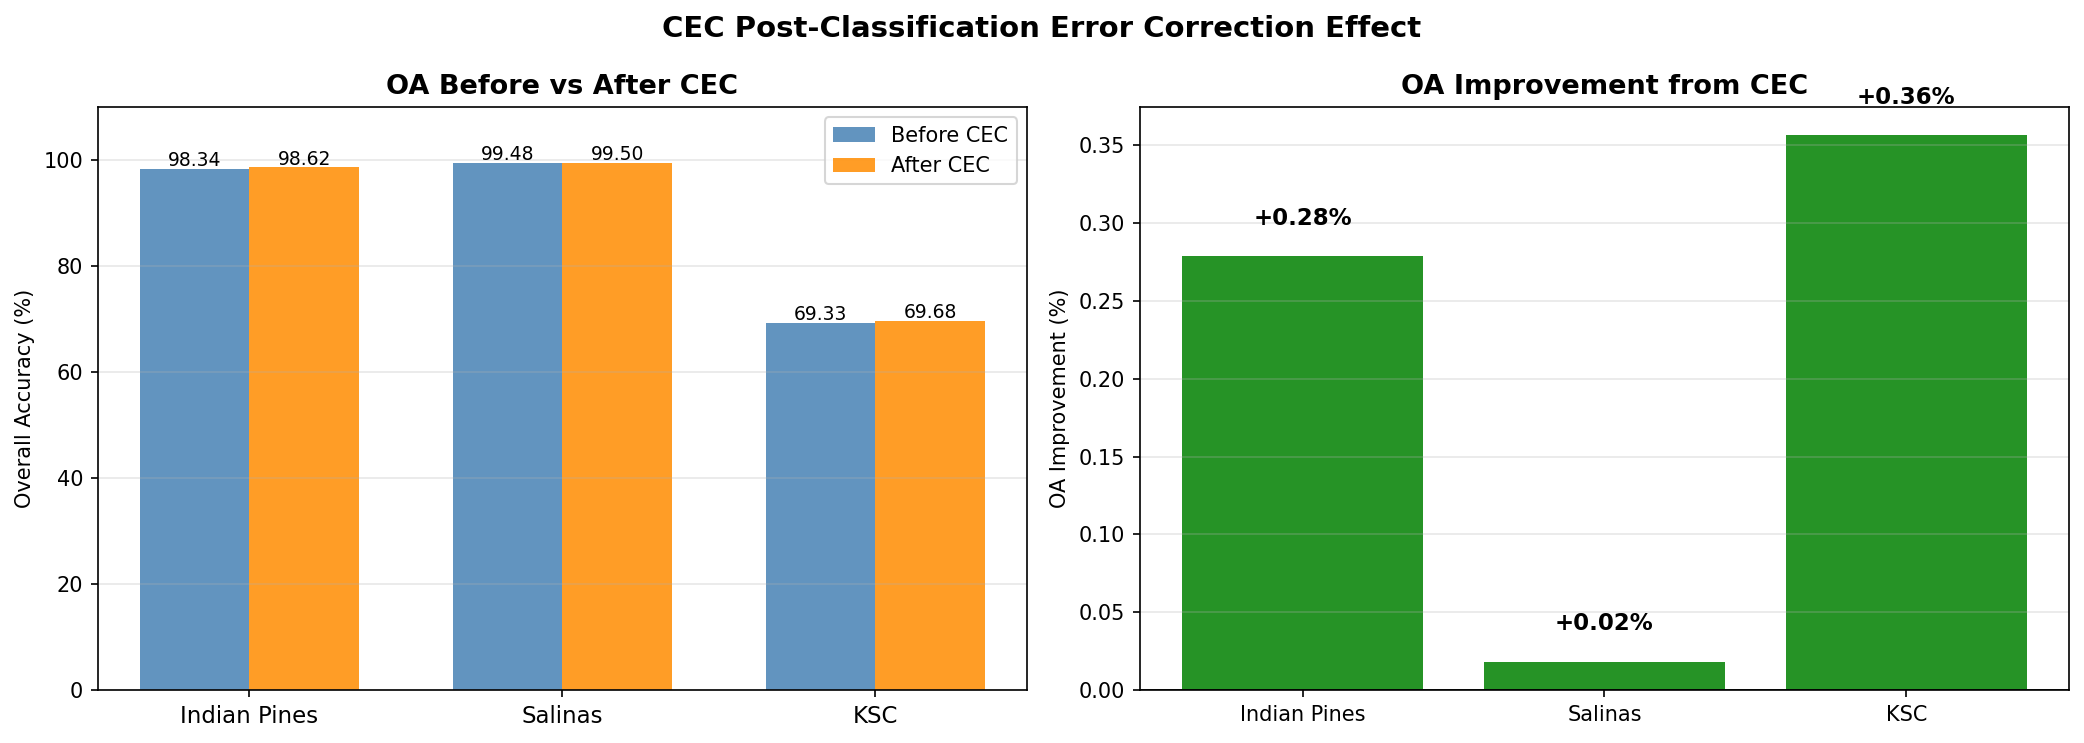 CEC Post-Classification Error Correction Effect
OA Before vs After CEC
Before CEC
After CEC
Overall Accuracy (%)
100
80
60
40
20
0
98.34
98.62
99.48
99.50
69.33
69.68
Indian Pines
Salinas
KSC
OA Improvement from CEC
OA Improvement (%)
0.35
0.30
0.25
0.20
0.15
0.10
0.05
0.00
+0.28%
+0.02%
+0.36%
Indian Pines
Salinas
KSC